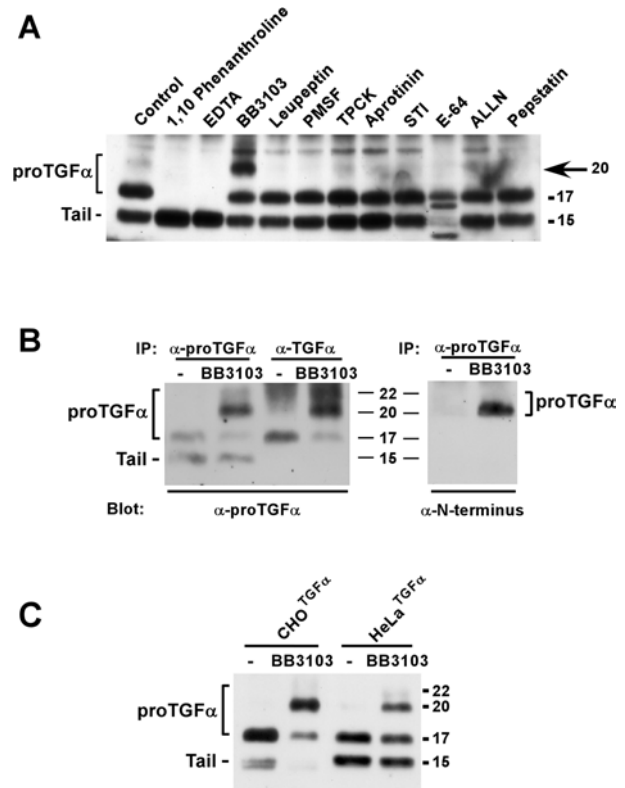 A
Control
1,10 Phenanthroline
EDTA
BB3103
Leupeptin
PMSF
TPCK
Aprotinin
STI
E-64
ALLN
Pepstatin
proTGFα
20
17
Tail -
15
B
IP: α-proTGFα α-TGFα
- BB3103 - BB3103
proTGFα
22
20
17
Tail -
15
Blot: α-proTGFα
IP: α-proTGFα
- BB3103
proTGFα
α-N-terminus
C
CHO TGFα
HeLa TGFα
- BB3103 - BB3103
proTGFα
22
20
17
Tail -
15